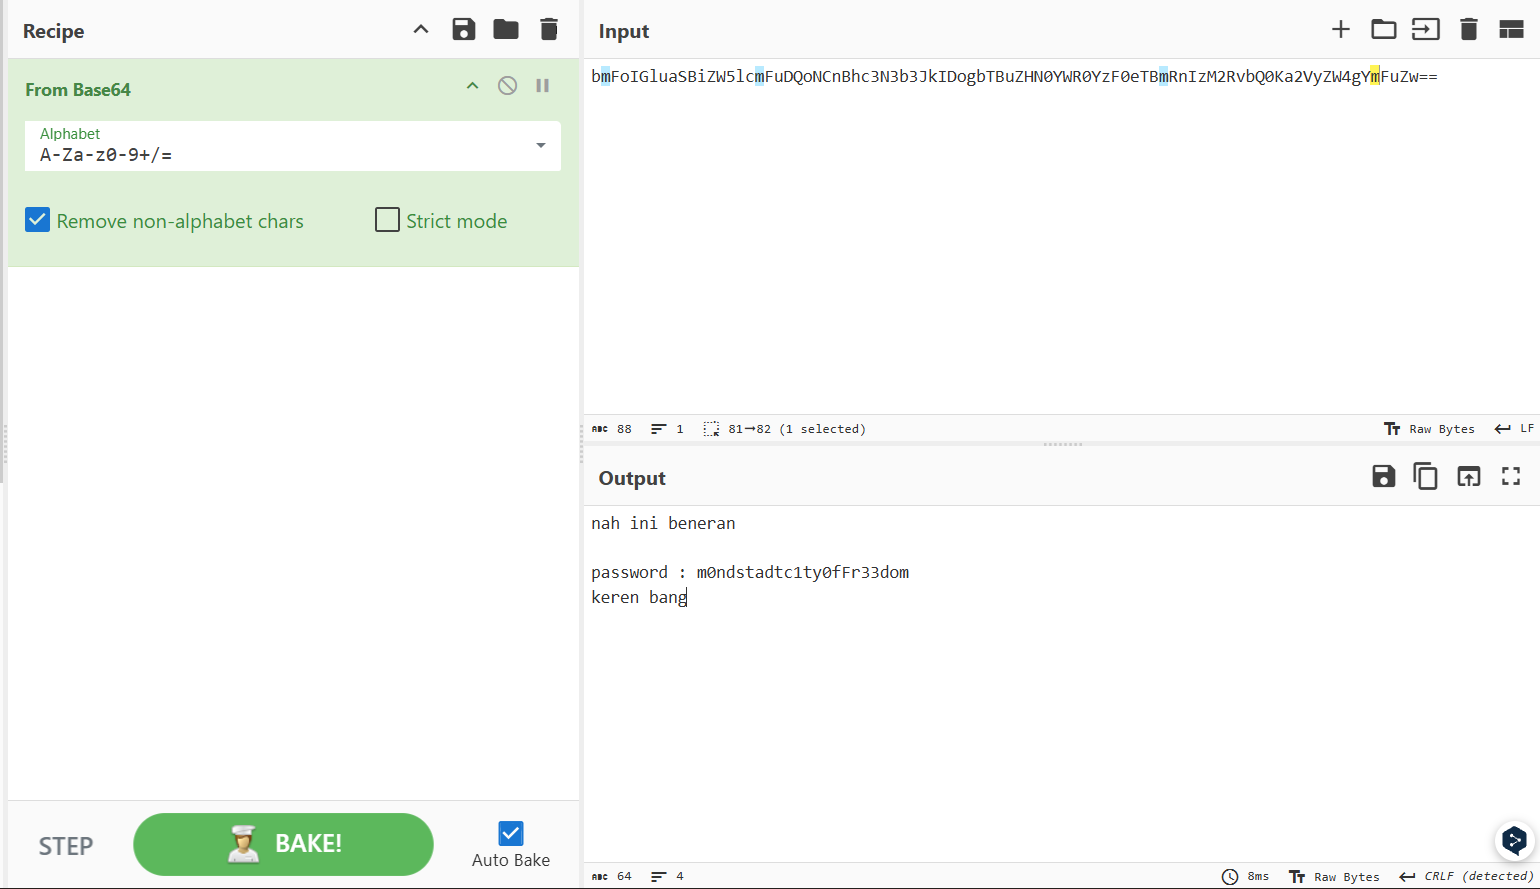 Recipe
From Base64
Alphabet
A-Za-z0-9+/=
Remove non-alphabet chars
Strict mode
STEP
BAKE!
Auto Bake
Input
bmFoIGluaSBiZW5lcmFuDQoNCnBhc3N3b3JkIDogbTBuZHN0YWR0YzF0eTBmRnIzM2RvbQ0Ka2VyZW4gYmFuZw==
ABC 88
1
81→82 (1 selected)
Raw Bytes
LF
Output
nah ini beneran
password : m0ndstadtc1ty0fFr33dom
keren bang
ABC 64
4
8ms
Raw Bytes
CRLF (detected)